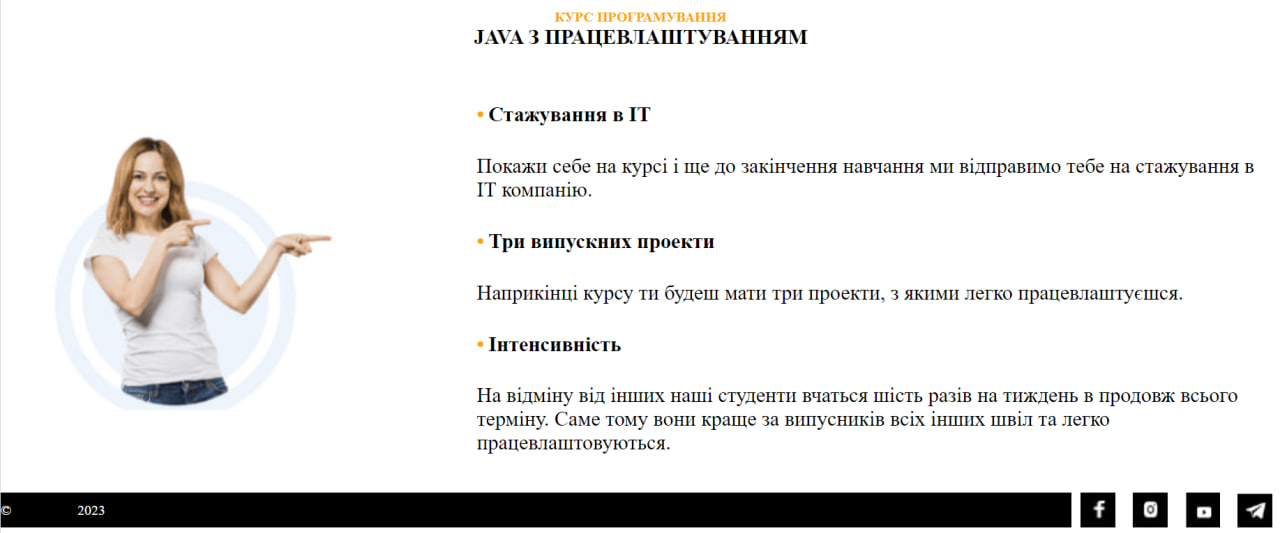 КУРС ПРОГРАМУВАННЯ
JAVA З ПРАЦЕВЛАШТУВАННЯМ
• Стажування в ІТ
Покажи себе на курсі і ще до закінчення навчання ми відправимо тебе на стажування в
ІТ компанію.
• Три випускних проекти
Наприкінці курсу ти будеш мати три проекти, з якими легко працевлаштуєшся.
• Інтенсивність
На відміну від інших наші студенти вчаться шість разів на тиждень в продовж всього
терміну. Саме тому вони краще за випусників всіх інших швіл та легко
працевлаштовуються.
© 2023